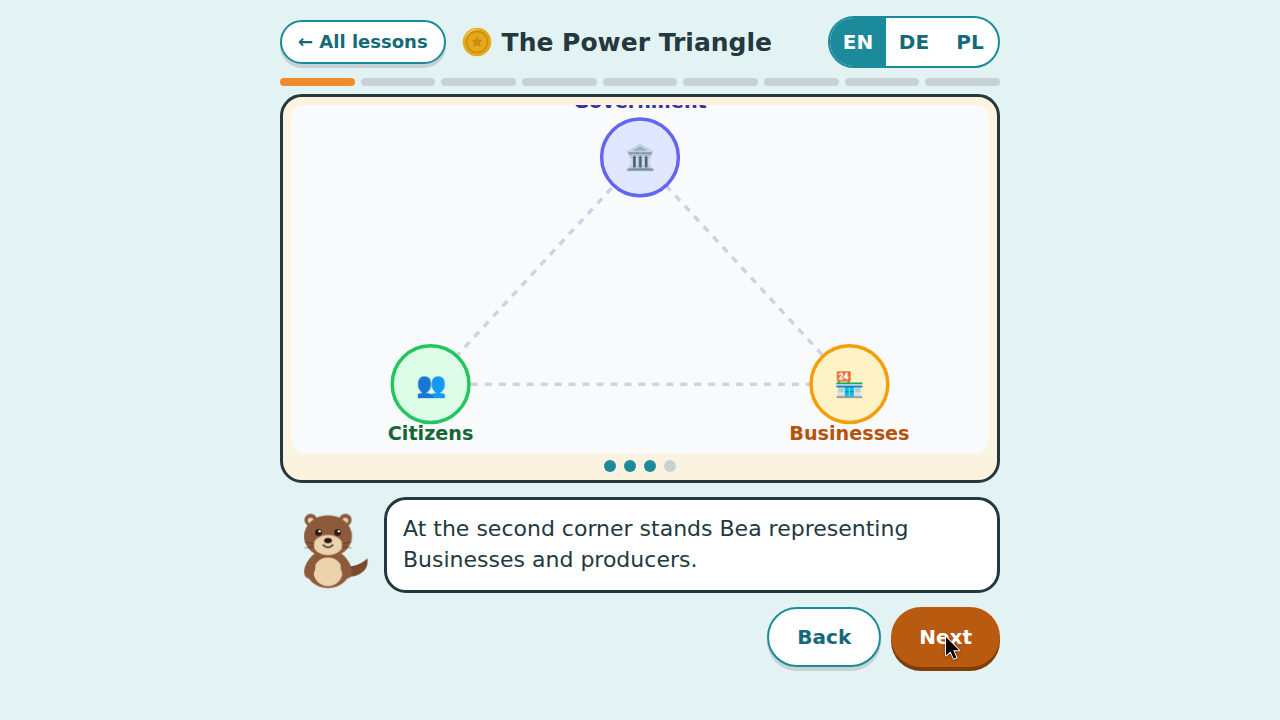 ← All lessons
The Power Triangle
EN DE PL
Government
Citizens
Businesses
At the second corner stands Bea representing
Businesses and producers.
Back
Next